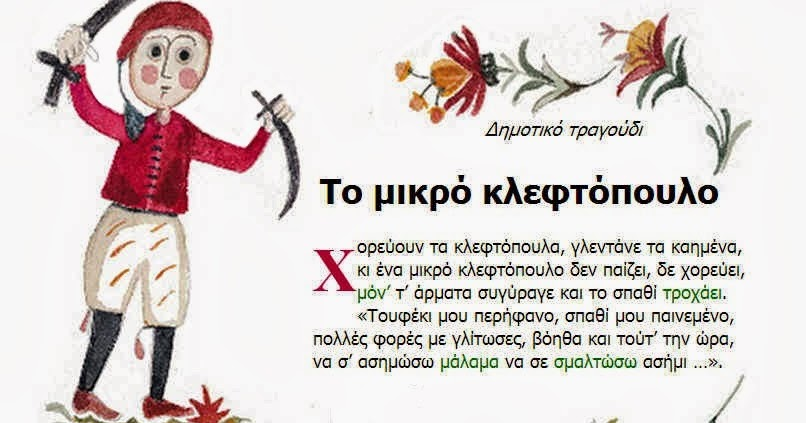 Δημοτικό τραγούδι
Το μικρό κλεφτόπουλο
Χορεύουν τα κλεφτόπουλα, γλεντάνε τα καημένα,
κι ένα μικρό κλεφτόπουλο δεν παίζει, δε χορεύει,
μόν’ τ’ άρματα συγύραγε και το σπαθί τροχάει.
«Τουφέκι μου περήφανο, σπαθί μου παινεμένο,
πολλές φορές με γλίτωσες, βόηθα και τούτ’ την ώρα,
να σ’ ασημώσω μάλαμα να σε σμαλτώσω ασήμι ...».